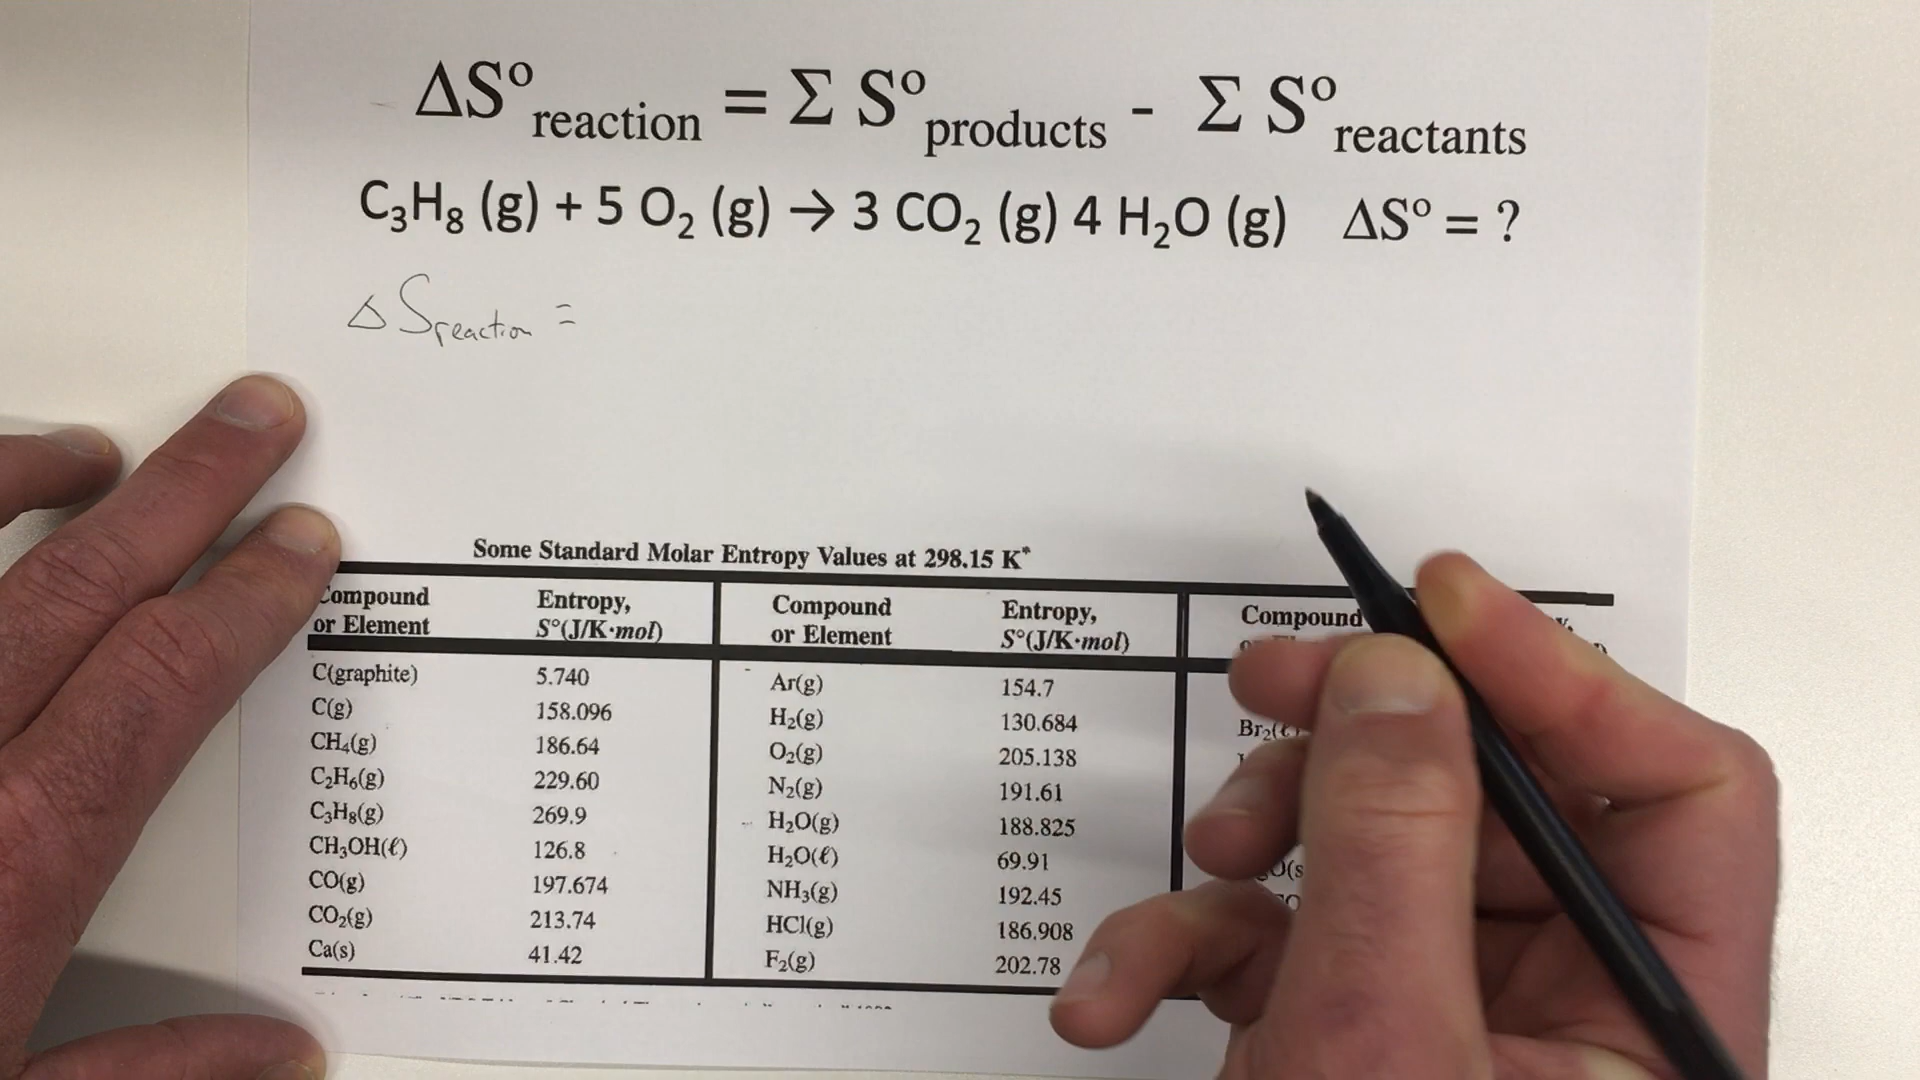 ΔS° reaction = Σ S° products - Σ S° reactants
C₃H₈ (g) + 5 O₂ (g) → 3 CO₂ (g) 4 H₂O (g) ΔS° = ?
Δ Sreaction =
Some Standard Molar Entropy Values at 298.15 K*
Compound Entropy, Compound Entropy, Compound
or Element S°(J/K·mol) or Element S°(J/K·mol)
C(graphite) 5.740 Ar(g) 154.7
C(g) 158.096 H₂(g) 130.684 Br₂(ℓ)
CH₄(g) 186.64 O₂(g) 205.138
C₂H₆(g) 229.60 N₂(g) 191.61
C₃H₈(g) 269.9 H₂O(g) 188.825
CH₃OH(ℓ) 126.8 H₂O(ℓ) 69.91
CO(g) 197.674 NH₃(g) 192.45
CO₂(g) 213.74 HCl(g) 186.908
Ca(s) 41.42 F₂(g) 202.78